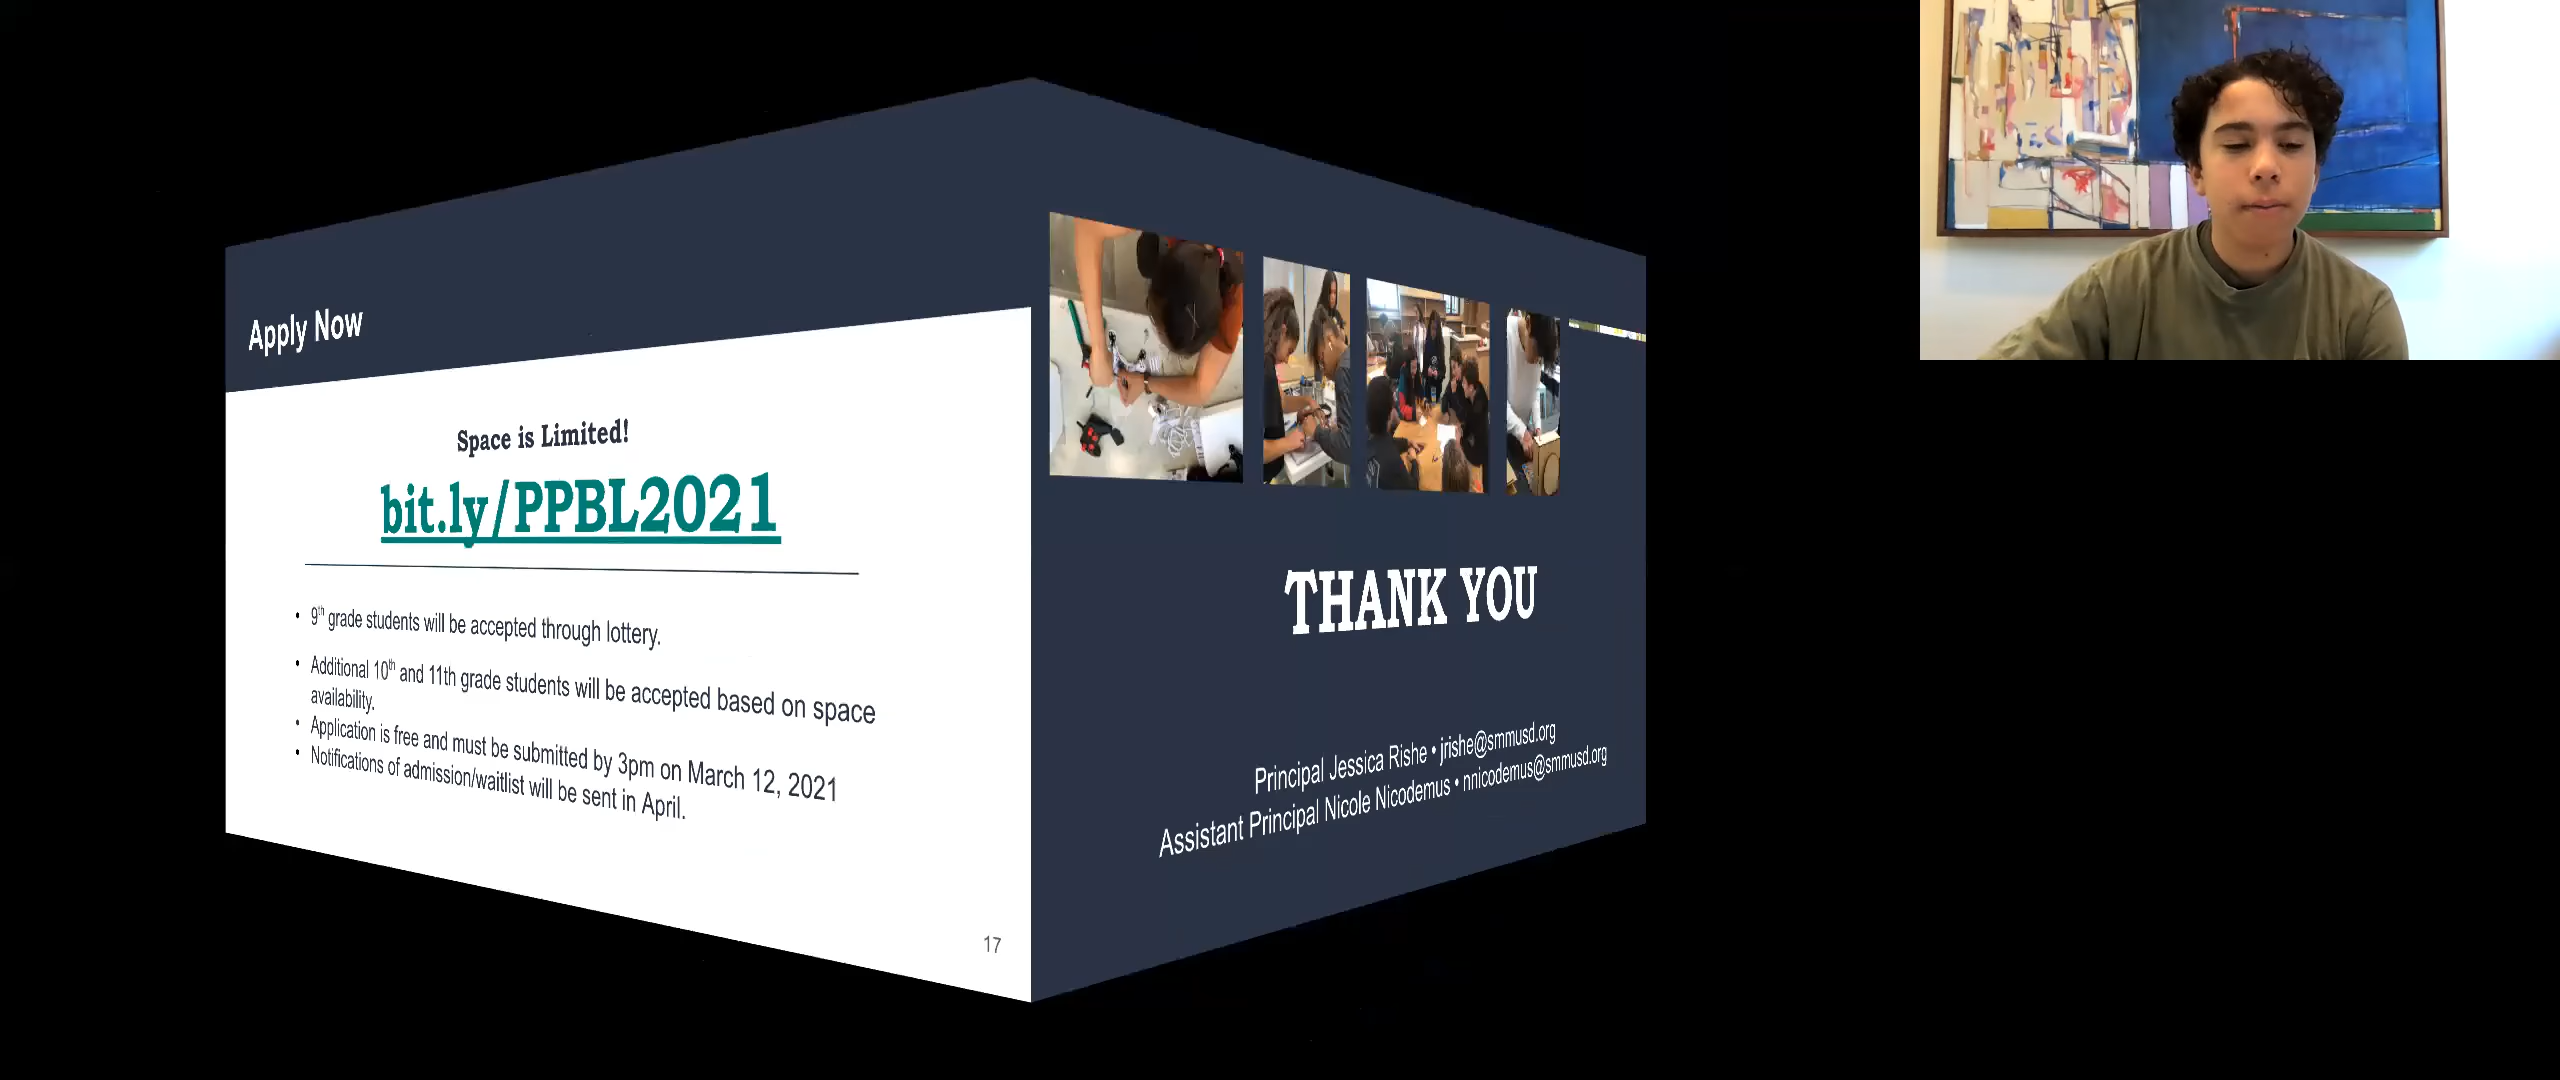 Apply Now
Space is Limited!
bit.ly/PPBL2021
• 9th grade students will be accepted through lottery.
• Additional 10th and 11th grade students will be accepted based on space
availability.
• Application is free and must be submitted by 3pm on March 12, 2021
• Notifications of admission/waitlist will be sent in April.
17
THANK YOU
Principal Jessica Rishe • jrishe@smmusd.org
Assistant Principal Nicole Nicodemus • nnicodemus@smmusd.org